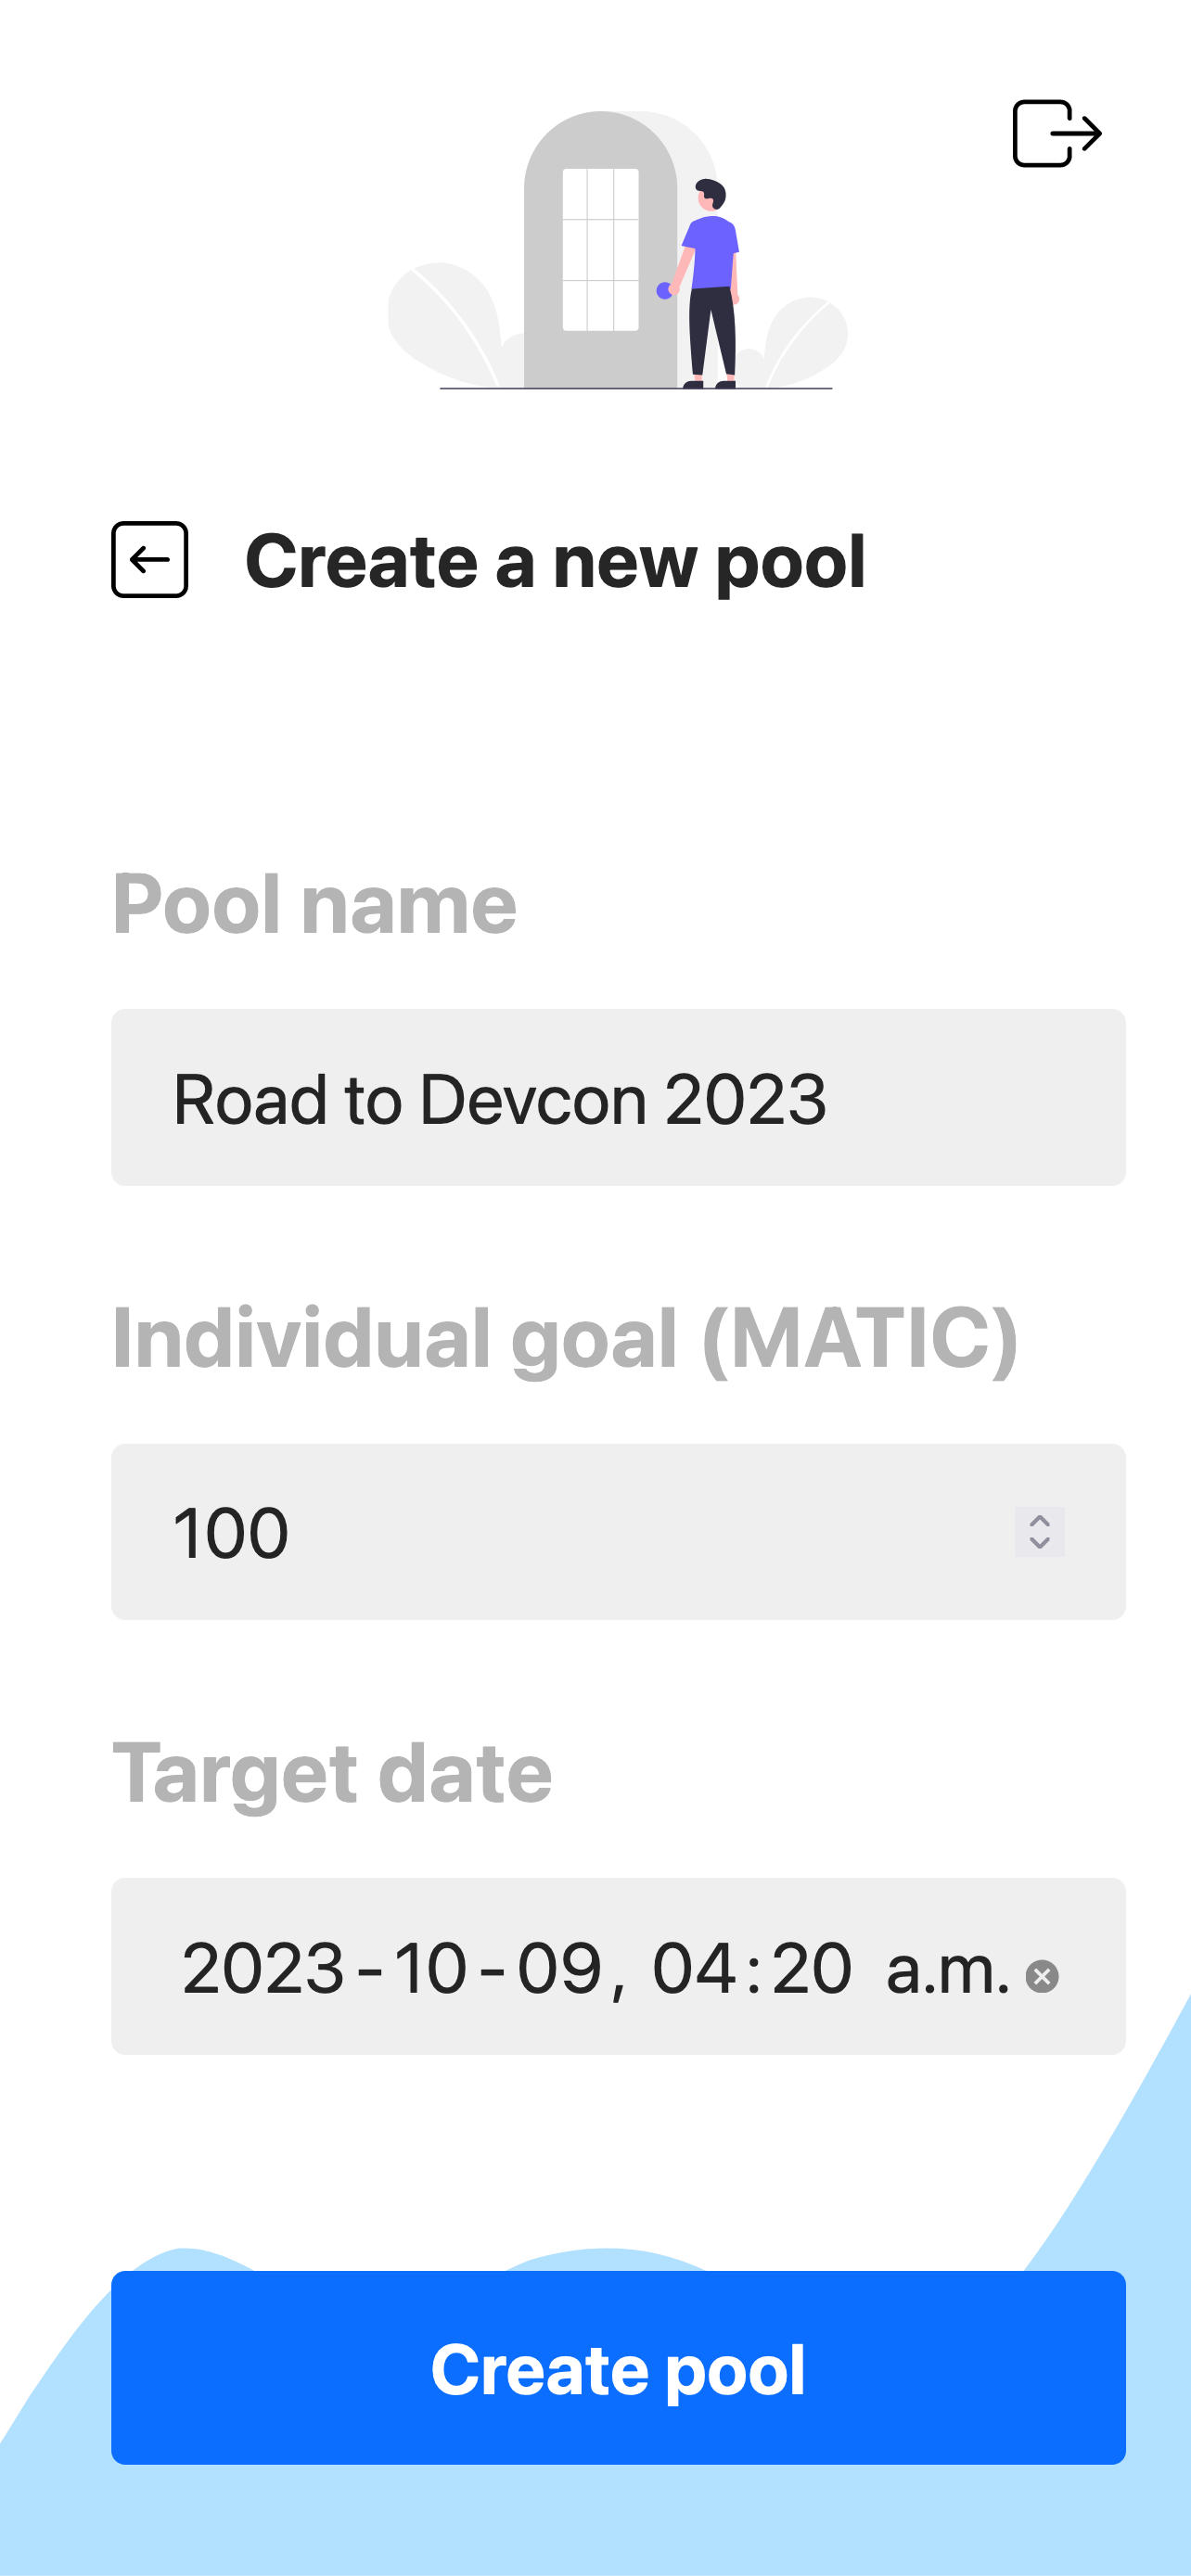 Create a new pool
Pool name
Road to Devcon 2023
Individual goal (MATIC)
100
Target date
2023-10-09, 04:20 a.m.
Create pool